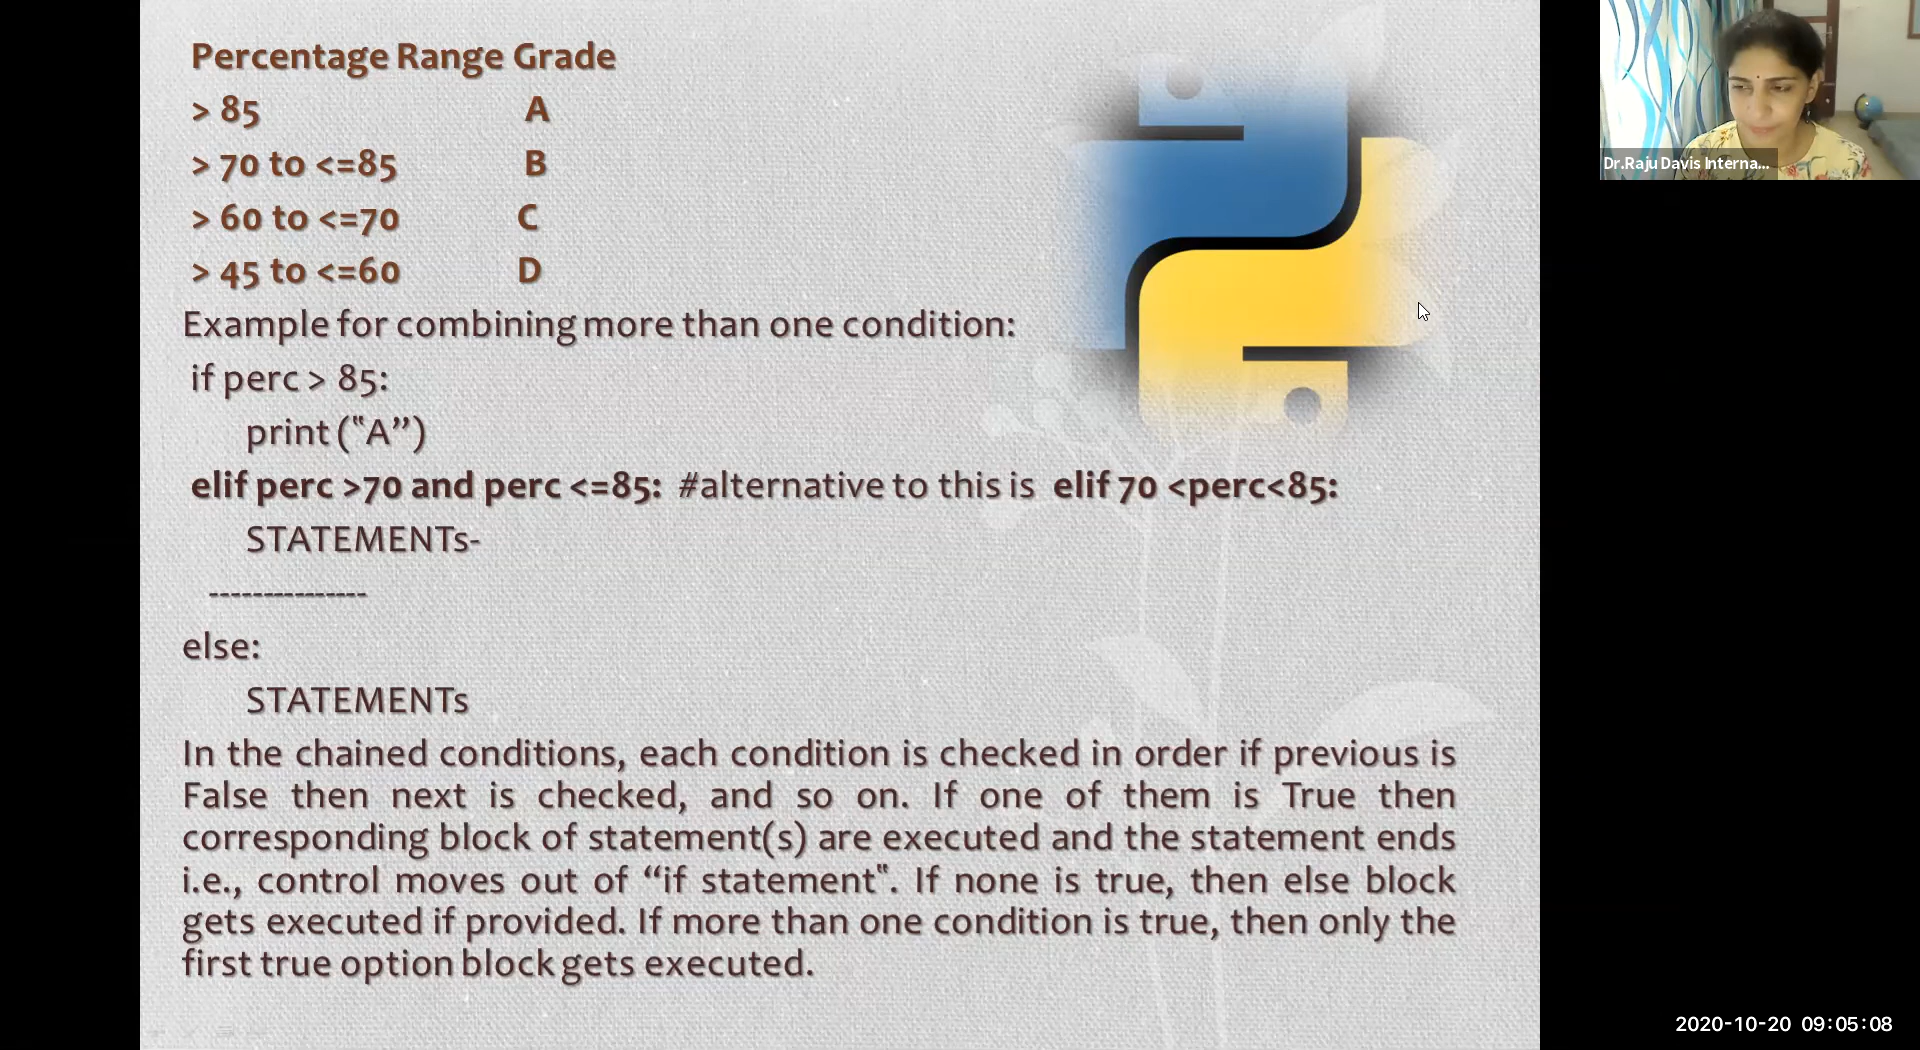 Percentage Range Grade
> 85 A
> 70 to <=85 B
> 60 to <=70 C
> 45 to <=60 D
Example for combining more than one condition:
if perc > 85:
print (‟A”)
elif perc >70 and perc <=85: #alternative to this is elif 70 <perc<85:
STATEMENTs-
---------------
else:
STATEMENTs
In the chained conditions, each condition is checked in order if previous is
False then next is checked, and so on. If one of them is True then
corresponding block of statement(s) are executed and the statement ends
i.e., control moves out of “if statement‟. If none is true, then else block
gets executed if provided. If more than one condition is true, then only the
first true option block gets executed.
Dr.Raju Davis Interna...
2020-10-20 09:05:08